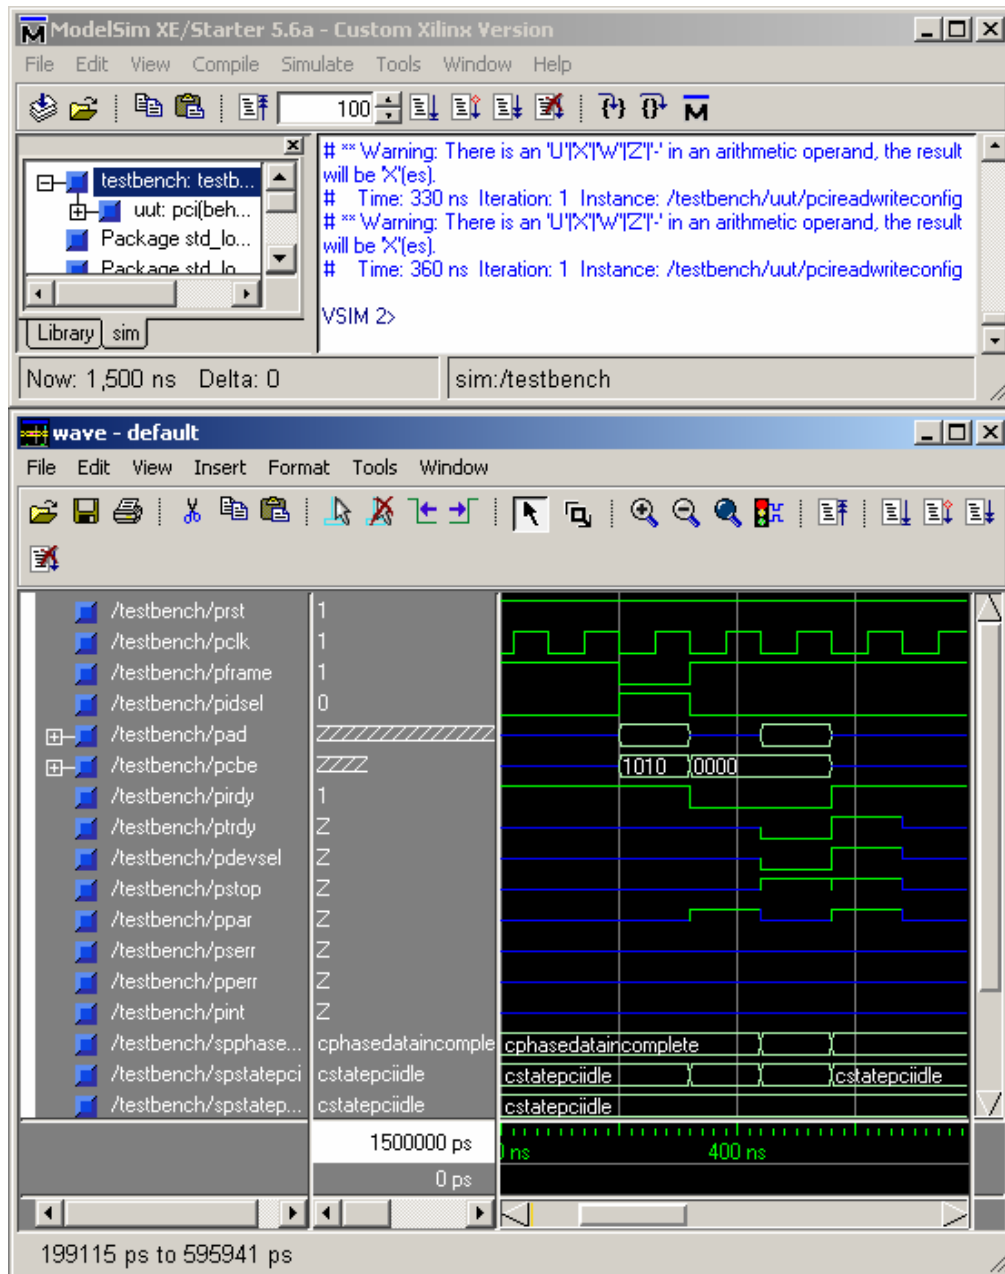 ModelSim XE/Starter 5.6a - Custom Xilinx Version
File Edit View Compile Simulate Tools Window Help
100
testbench: testb...
uut: pci(beh...
Package std_lo...
Package std_lo
Library sim
# ** Warning: There is an 'U'|'X'|'W'|'Z'|'-' in an arithmetic operand, the result
will be 'X'(es).
# Time: 330 ns Iteration: 1 Instance: /testbench/uut/pcireadwriteconfig
# ** Warning: There is an 'U'|'X'|'W'|'Z'|'-' in an arithmetic operand, the result
will be 'X'(es).
# Time: 360 ns Iteration: 1 Instance: /testbench/uut/pcireadwriteconfig
VSIM 2>
Now: 1,500 ns Delta: 0 sim:/testbench
wave - default
File Edit View Insert Format Tools Window
/testbench/prst 1
/testbench/pclk 1
/testbench/pframe 1
/testbench/pidsel 0
/testbench/pad ZZZZZZZZZZZZZZZZ
/testbench/pcbe ZZZZ 1010 0000
/testbench/pirdy 1
/testbench/ptrdy Z
/testbench/pdevsel Z
/testbench/pstop Z
/testbench/ppar Z
/testbench/pserr Z
/testbench/pperr Z
/testbench/pint Z
/testbench/spphase... cphasedataincomple cphasedataincomplete
/testbench/spstatepci cstatepciidle cstatepciidle cstatepciidle
/testbench/spstatep... cstatepciidle cstatepciidle
1500000 ps ns 400 ns
0 ps
199115 ps to 595941 ps